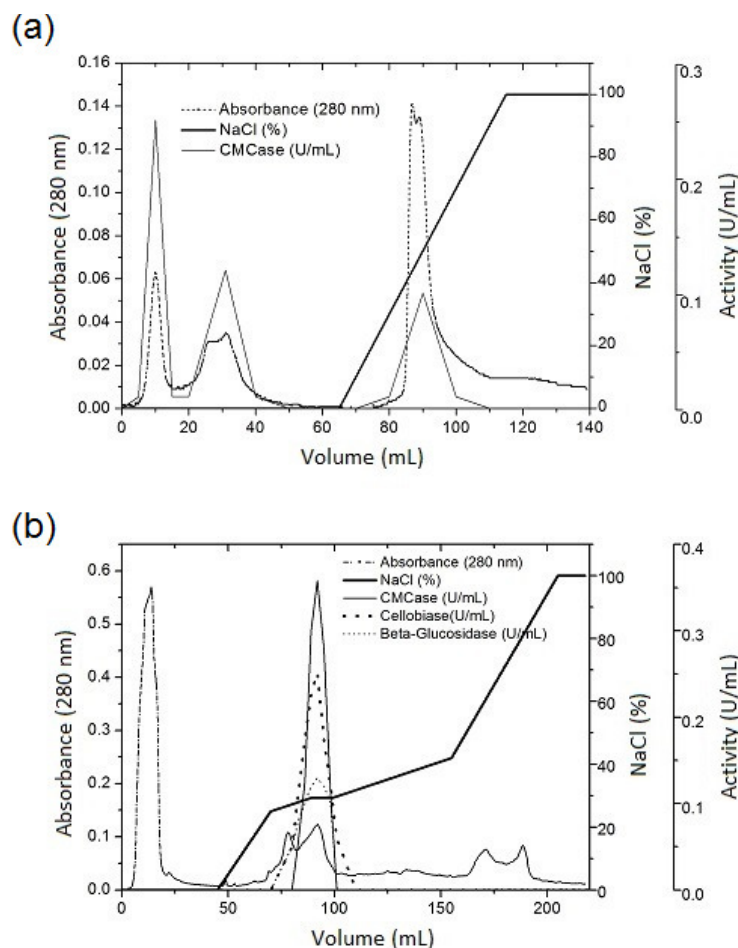 (a)
Absorbance (280 nm)
0.16
0.14
0.12
0.10
0.08
0.06
0.04
0.02
0.00
Absorbance (280 nm)
NaCl (%)
CMCase (U/mL)
0 20 40 60 80 100 120 140
Volume (mL)
100
80
60
40
20
0
NaCl (%)
0.3
0.2
0.1
0.0
Activity (U/mL)
(b)
Absorbance (280 nm)
0.6
0.5
0.4
0.3
0.2
0.1
0.0
Absorbance (280 nm)
NaCl (%)
CMCase (U/mL)
Cellobiase(U/mL)
Beta-Glucosidase (U/mL)
0 50 100 150 200
Volume (mL)
100
80
60
40
20
0
NaCl (%)
0.4
0.3
0.2
0.1
0.0
Activity (U/mL)